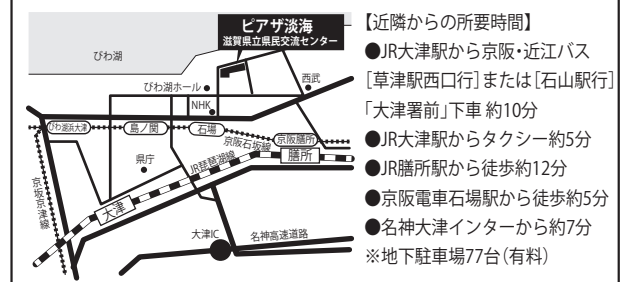 ピアザ淡海
滋賀県立県民交流センター
びわ湖
西武
びわ湖ホール
NHK
びわ湖浜大津
島ノ関
石場
京阪石坂線
京阪膳所
県庁
JR琵琶湖線
膳所
京坂京津線
大津
大津IC
名神高速道路
【近隣からの所要時間】
●JR大津駅から京阪・近江バス
[草津駅西口行]または[石山駅行]
「大津署前」下車 約10分
●JR大津駅からタクシー約5分
●JR膳所駅から徒歩約12分
●京阪電車石場駅から徒歩約5分
●名神大津インターから約7分
※地下駐車場77台(有料)